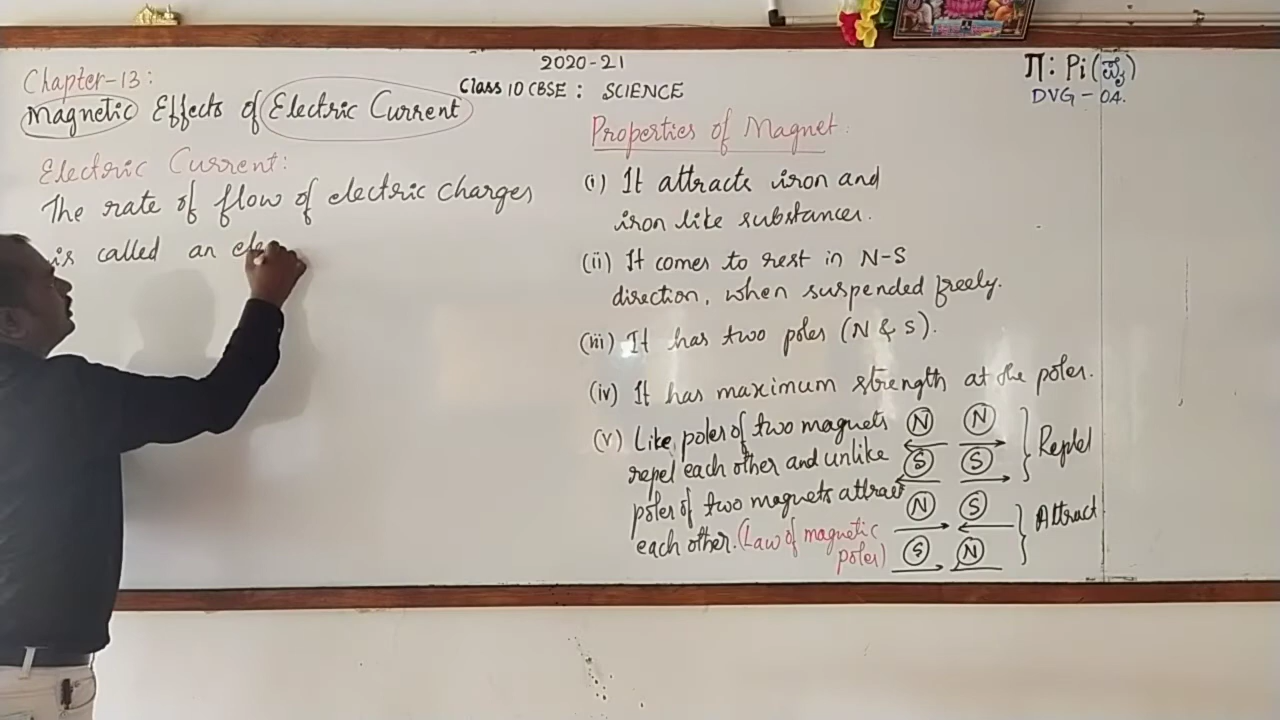 2020-21
Class 10 CBSE : SCIENCE
Π: Pi (ಪೈ)
DVG - 04.
Chapter-13:
Magnetic Effects of Electric Current
Electric Current:
The rate of flow of electric charges
is called an elec
Properties of Magnet:
(i) It attracts iron and
iron like substances.
(ii) It comes to rest in N-S
direction, when suspended freely.
(iii) It has two poles (N & S).
(iv) It has maximum strength at the poles.
(v) Like poles of two magnets
repel each other and unlike
poles of two magnets attract
each other. (Law of magnetic
poles)
N N
S S
Repel
N S
S N
Attract